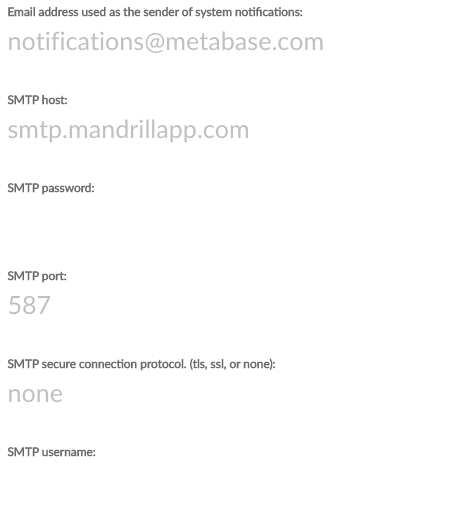 Email address used as the sender of system notifications:
notifications@metabase.com
SMTP host:
smtp.mandrillapp.com
SMTP password:
SMTP port:
587
SMTP secure connection protocol. (tls, ssl, or none):
none
SMTP username: